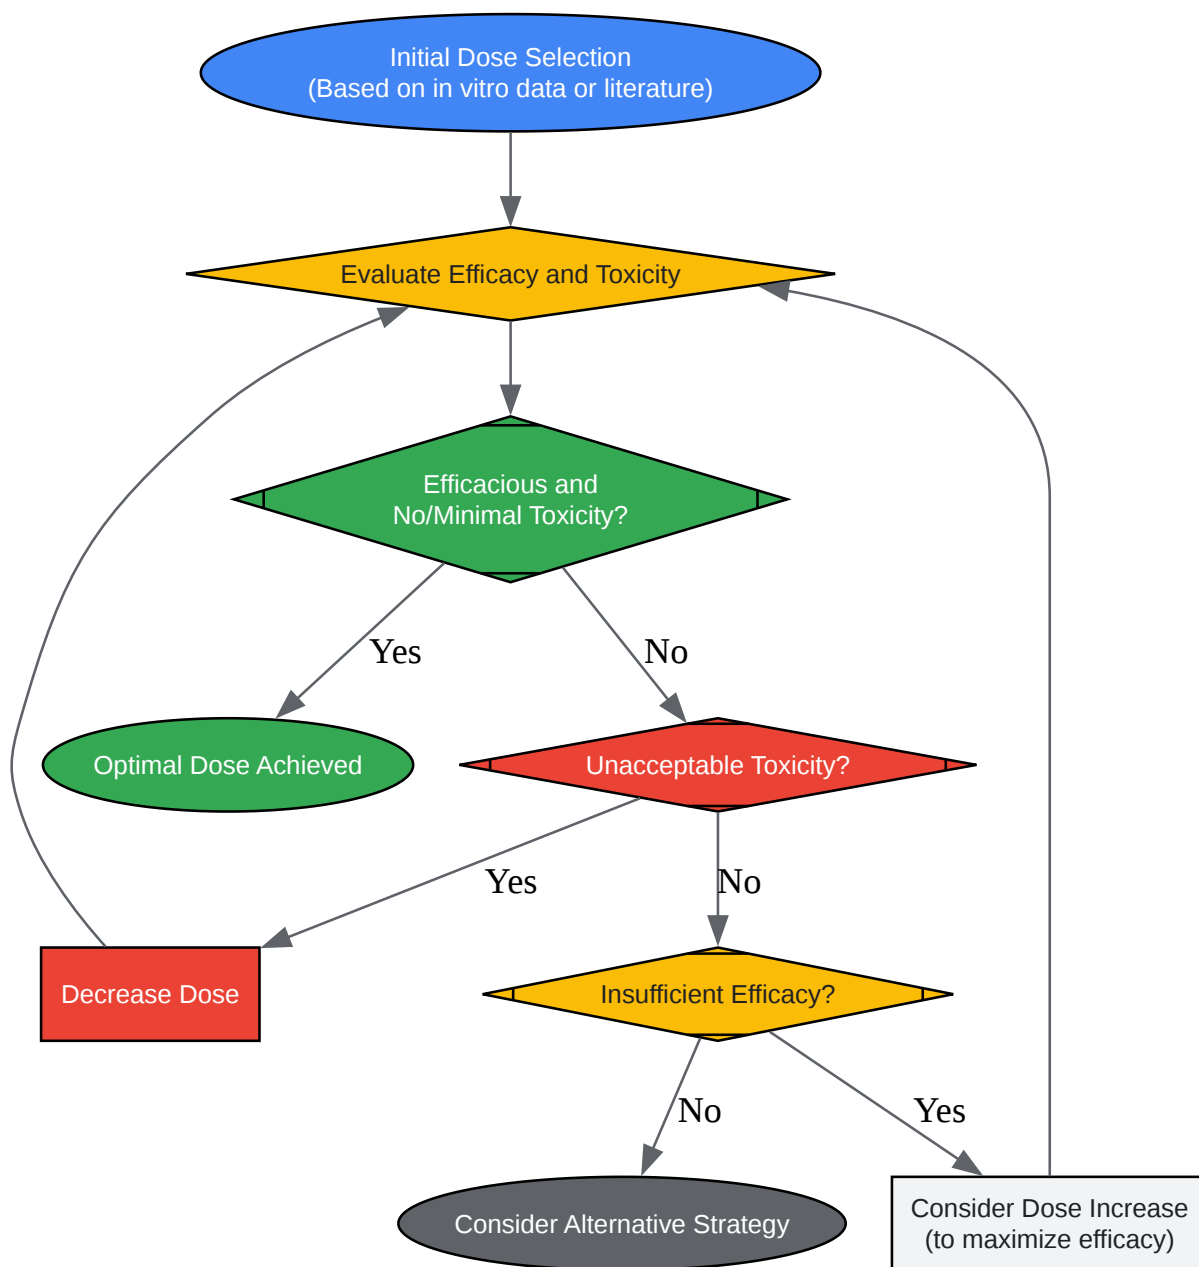 Initial Dose Selection
(Based on in vitro data or literature)
Evaluate Efficacy and Toxicity
Efficacious and
No/Minimal Toxicity?
Yes
No
Optimal Dose Achieved
Unacceptable Toxicity?
Yes
No
Decrease Dose
Insufficient Efficacy?
No
Yes
Consider Alternative Strategy
Consider Dose Increase
(to maximize efficacy)